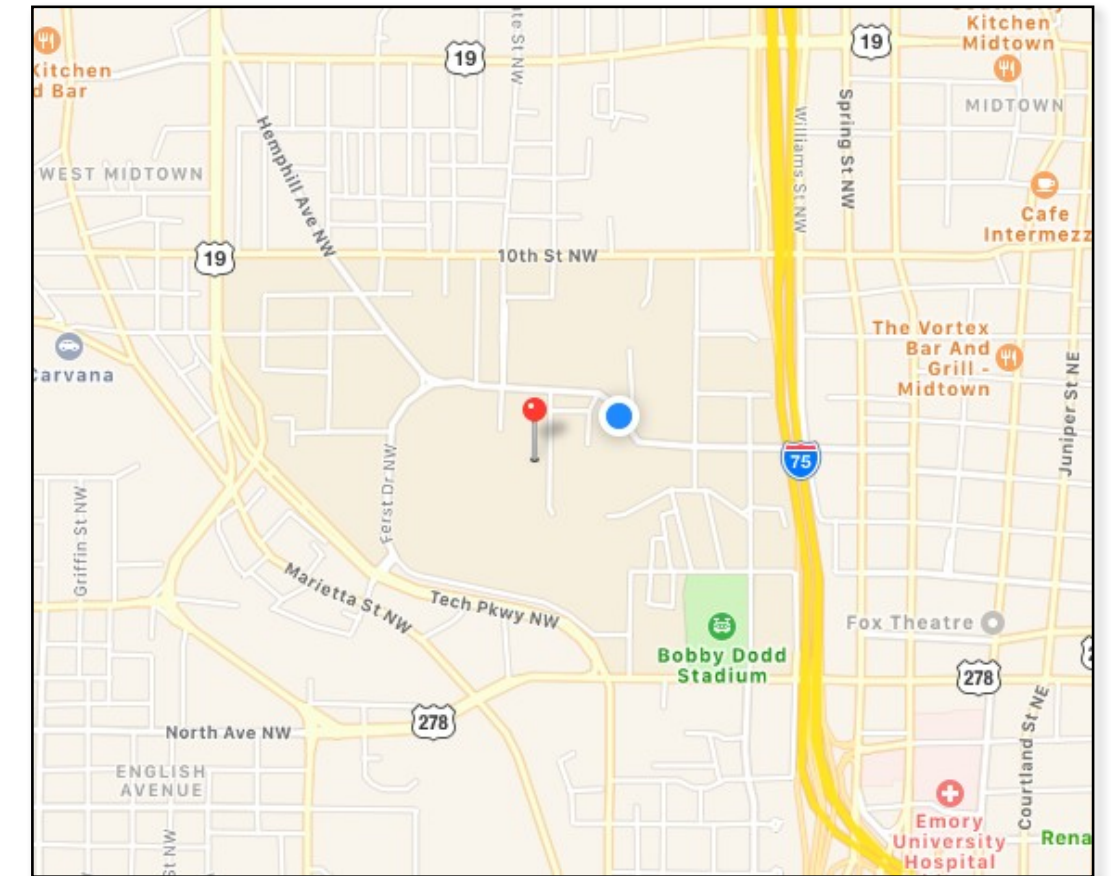 Kitchen
Midtown
19
te St NW
19
Kitchen
d Bar
MIDTOWN
Hemphill Ave NW
Williams St NW
Spring St NW
WEST MIDTOWN
Cafe
Intermezz
19
10th St NW
The Vortex
Bar And
Grill -
Midtown
Carvana
Juniper St NE
75
Ferst Dr NW
Griffin St NW
Marietta St NW
Tech Pkwy NW
Fox Theatre
Bobby Dodd
Stadium
278
278
North Ave NW
Courtland St NE
ENGLISH
AVENUE
Emory
University
Hospital
Rena
St NW